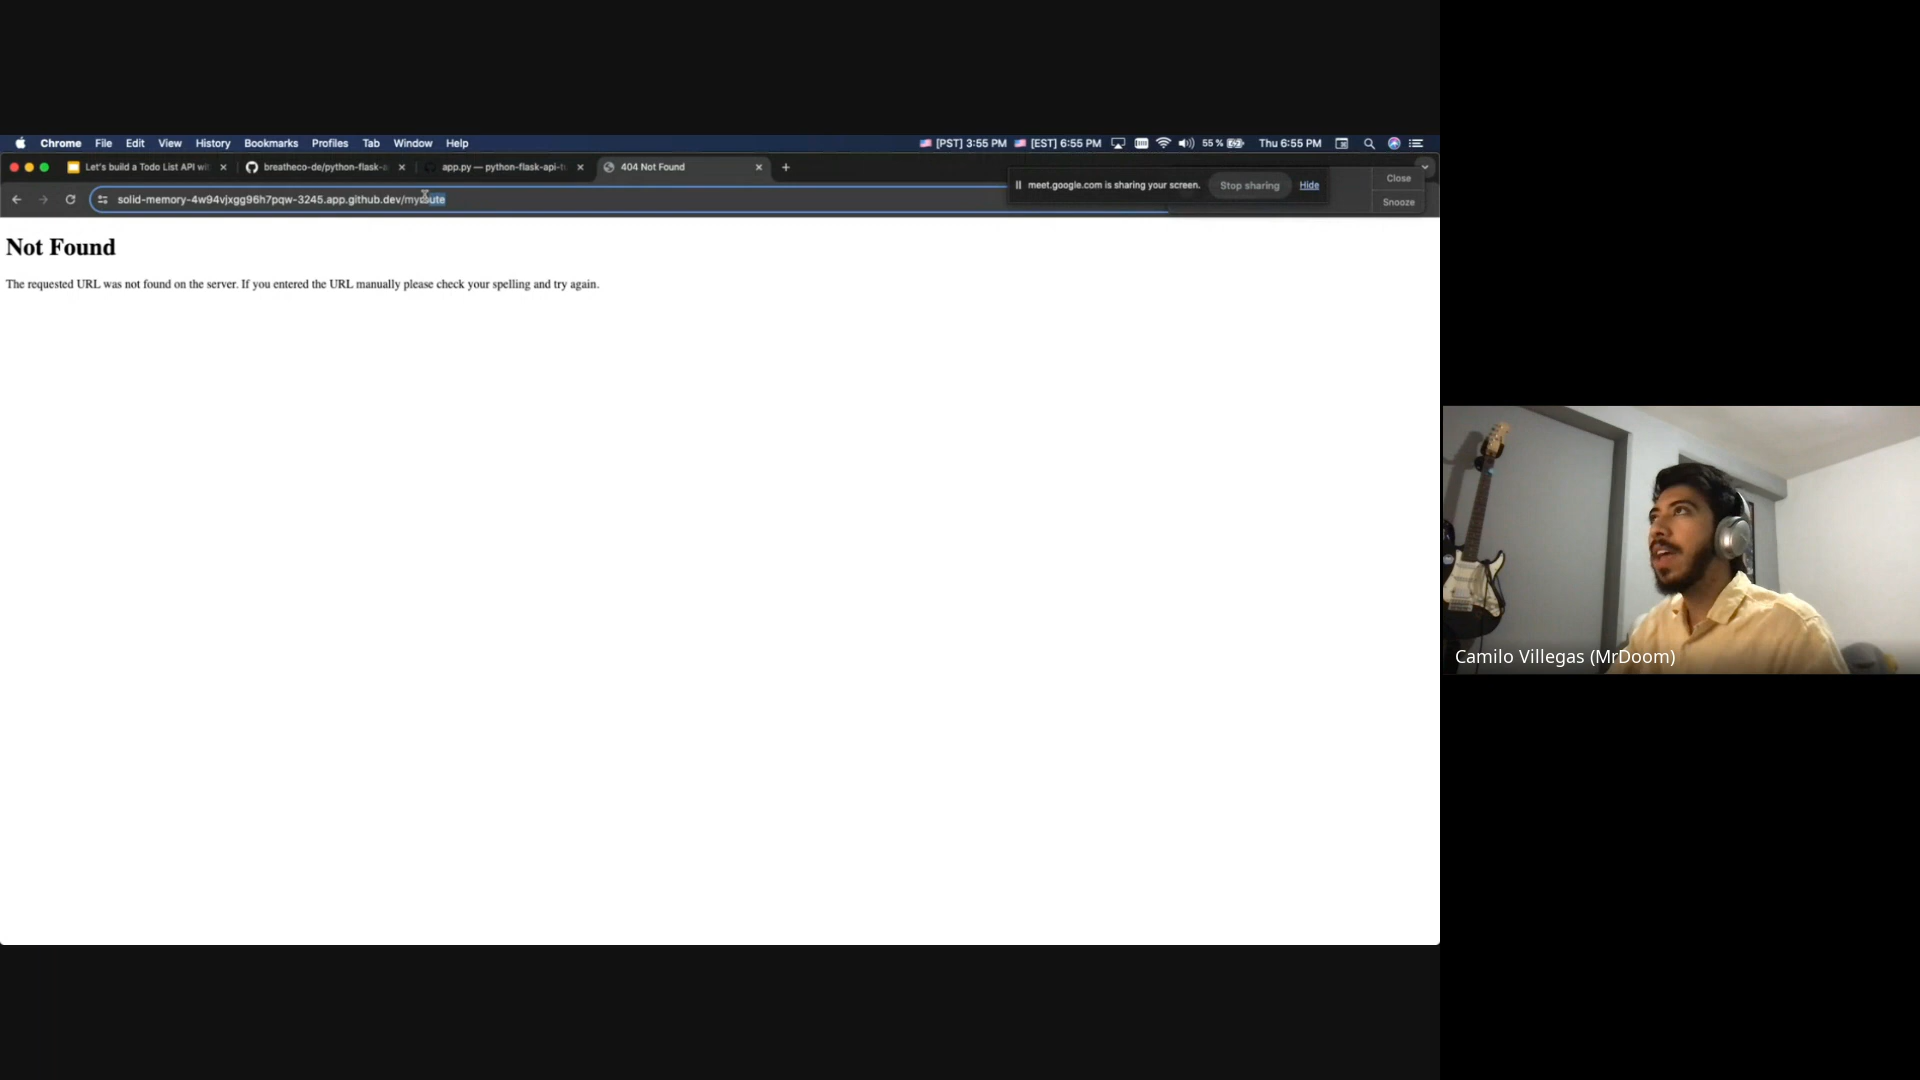 Chrome File Edit View History Bookmarks Profiles Tab Window Help [PST] 3:55 PM [EST] 6:55 PM 55 % Thu 6:55 PM
Let's build a Todo List API wi
breatheco-de/python-flask-a
app.py — python-flask-api-t
404 Not Found
solid-memory-4w94vjxgg96h7pqw-3245.app.github.dev/myroute
meet.google.com is sharing your screen. Stop sharing Hide
Close
Snooze
Not Found
The requested URL was not found on the server. If you entered the URL manually please check your spelling and try again.
Camilo Villegas (MrDoom)